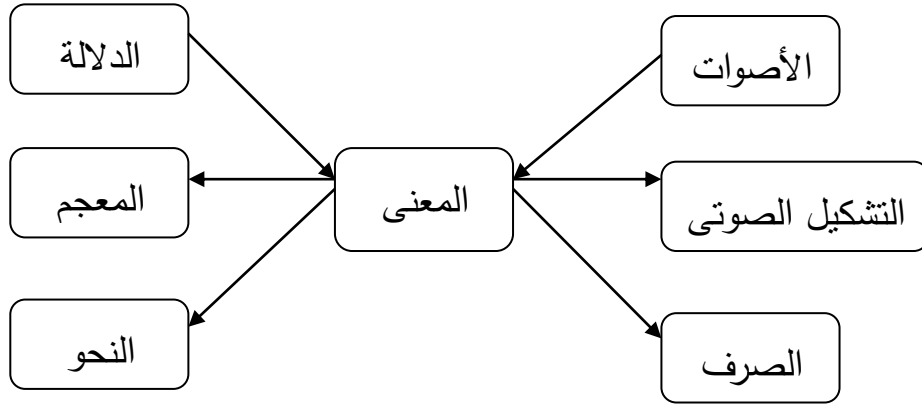 الأصوات
الدلالة
المعنى
التشكيل الصوتى
المعجم
الصرف
النحو